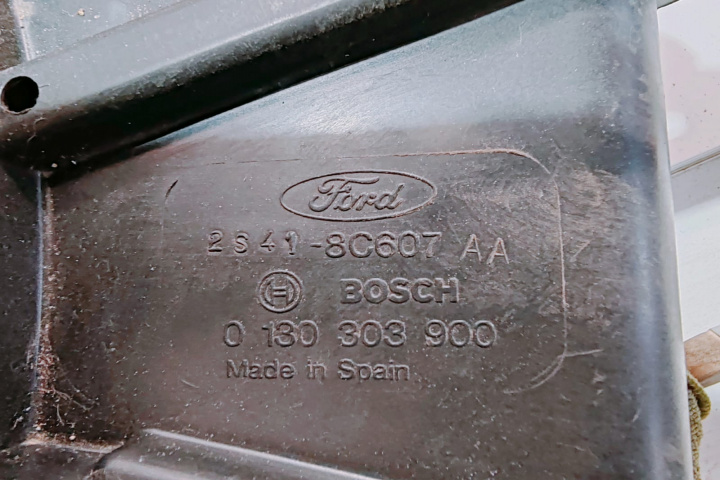 Ford
2S41-8C607 AA
BOSCH
0 130 303 900
Made in Spain